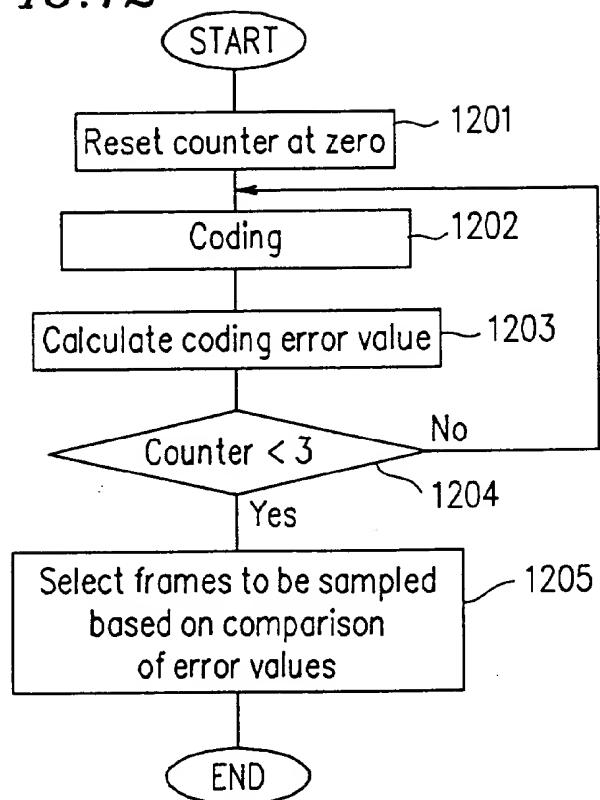 START
Reset counter at zero
1201
Coding
1202
Calculate coding error value
1203
Counter < 3
No
1204
Yes
Select frames to be sampled
based on comparison
of error values
1205
END